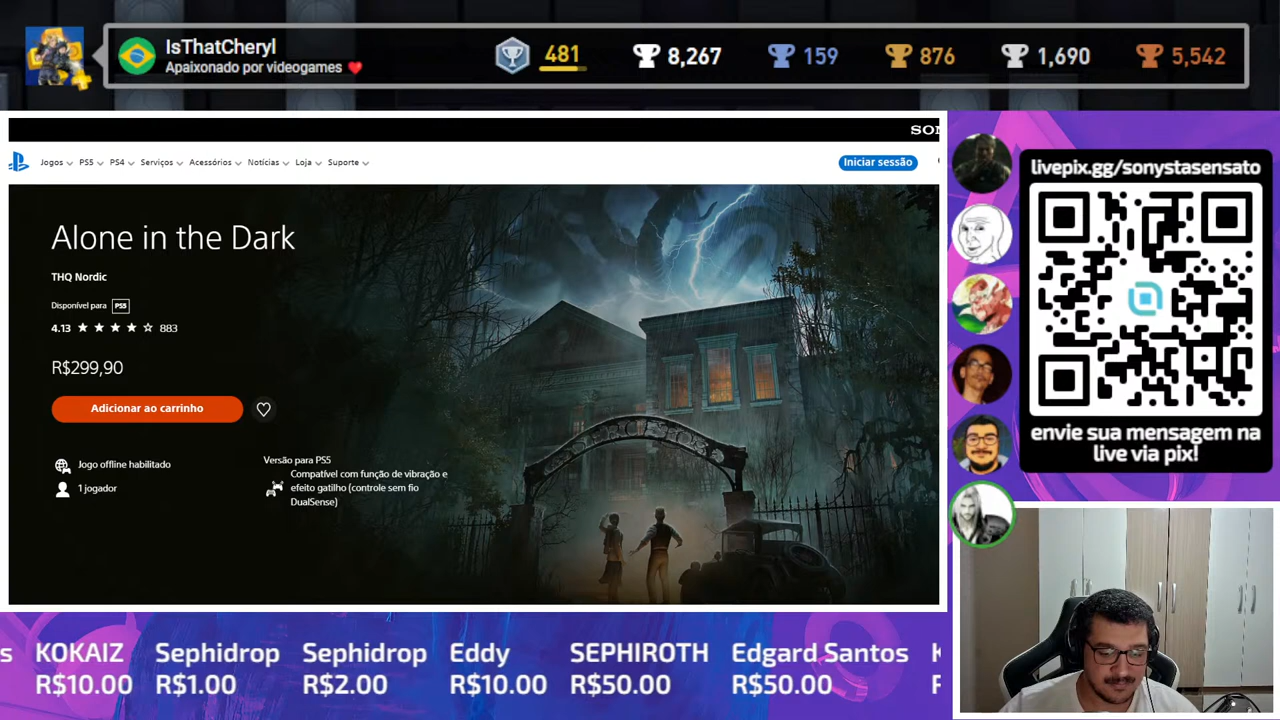 IsThatCheryl
Apaixonado por videogames ❤️
481
8,267
159
876
1,690
5,542
SON
Jogos
PS5
PS4
Serviços
Acessórios
Notícias
Loja
Suporte
Iniciar sessão
Alone in the Dark
THQ Nordic
Disponível para PS5
4.13 ★ ★ ★ ★ ☆ 883
R$299,90
Adicionar ao carrinho
Jogo offline habilitado
1 jogador
Versão para PS5
Compatível com função de vibração e
efeito gatilho (controle sem fio
DualSense)
DERCETO
livepix.gg/sonystasensato
envie sua mensagem na
live via pix!
s KOKAIZ Sephidrop Sephidrop Eddy SEPHIROTH Edgard Santos K
R$10.00 R$1.00 R$2.00 R$10.00 R$50.00 R$50.00 R